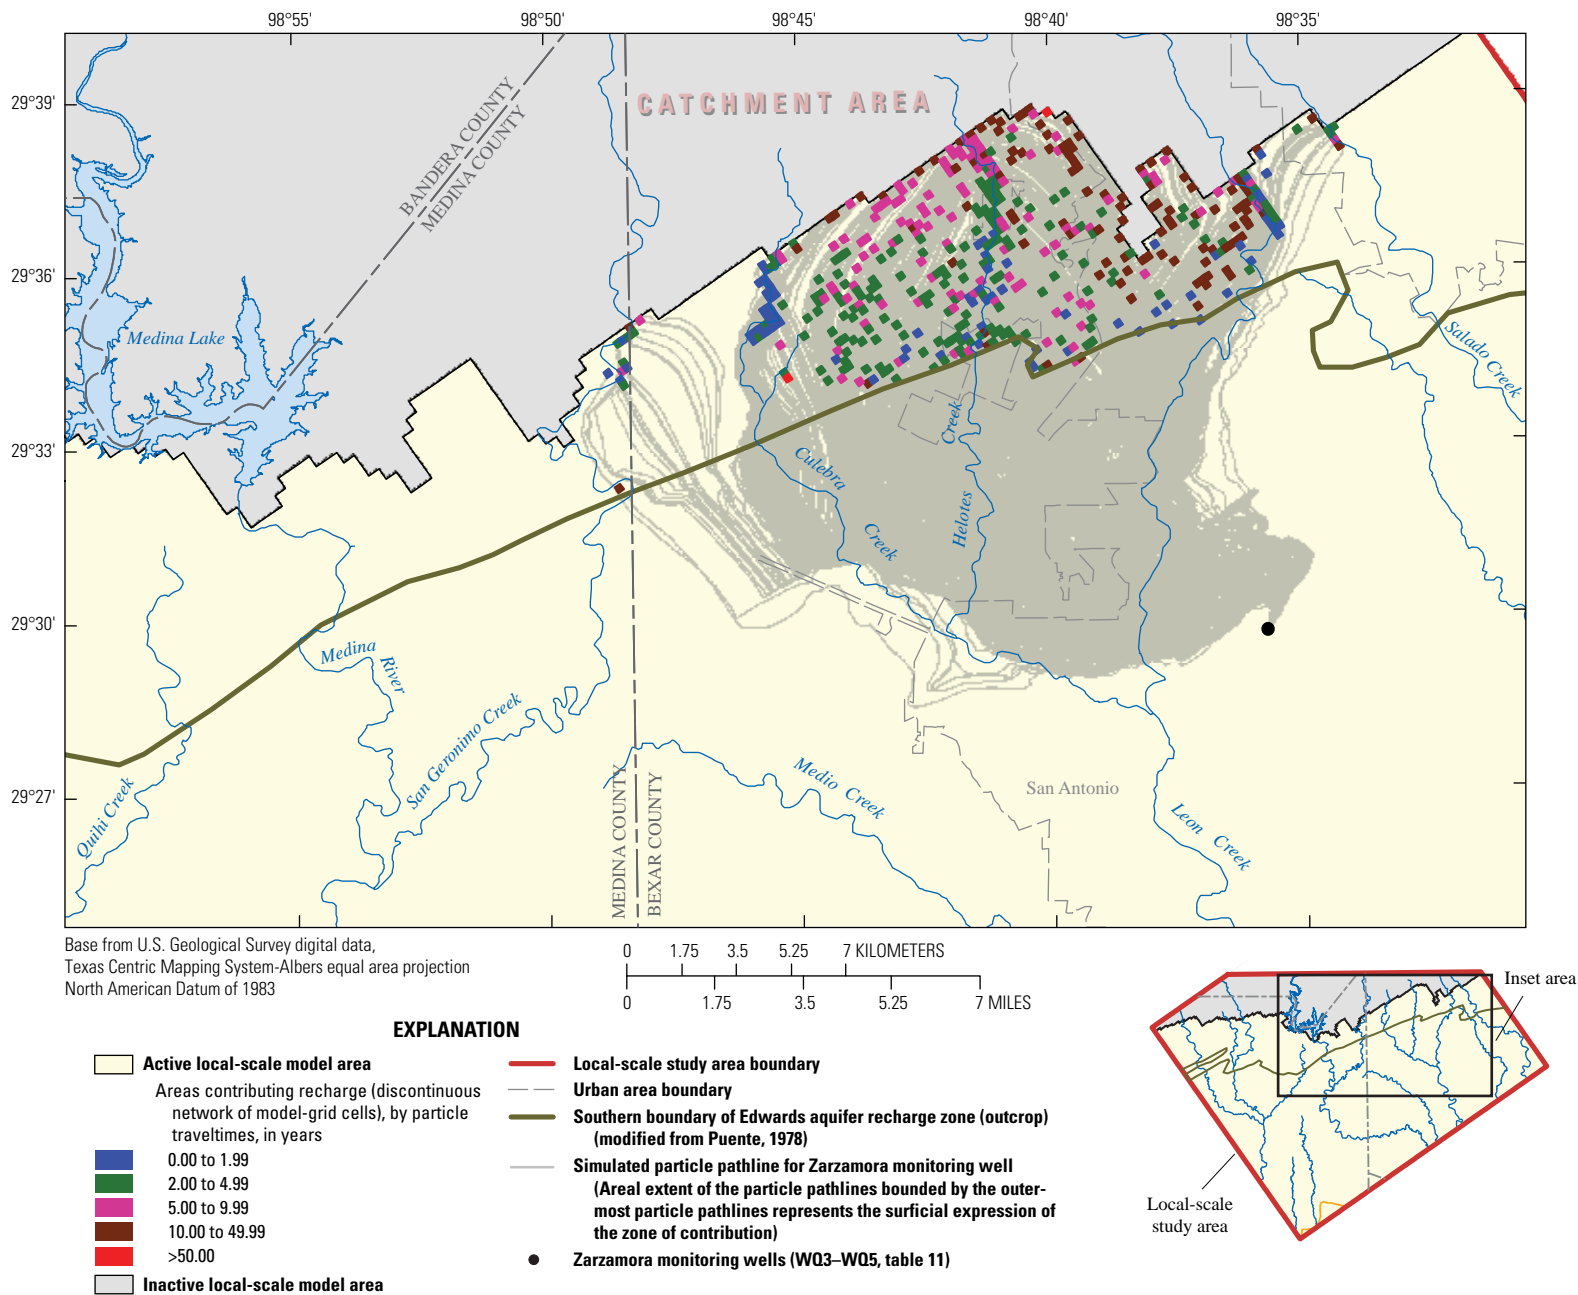 98°55'
98°50'
98°45'
98°40'
98°35'
29°39'
29°36'
29°33'
29°30'
29°27'
CATCHMENT AREA
BANDERA COUNTY
MEDINA COUNTY
Medina Lake
Salado Creek
Culebra
Creek
Helotes
Creek
Medina
River
San Geronimo Creek
Quihi Creek
Medio Creek
San Antonio
Leon Creek
MEDINA COUNTY
BEXAR COUNTY
Base from U.S. Geological Survey digital data,
Texas Centric Mapping System-Albers equal area projection
North American Datum of 1983
0 1.75 3.5 5.25 7 KILOMETERS
0 1.75 3.5 5.25 7 MILES
EXPLANATION
Active local-scale model area
Areas contributing recharge (discontinuous
network of model-grid cells), by particle
traveltimes, in years
0.00 to 1.99
2.00 to 4.99
5.00 to 9.99
10.00 to 49.99
>50.00
Inactive local-scale model area
Local-scale study area boundary
Urban area boundary
Southern boundary of Edwards aquifer recharge zone (outcrop)
(modified from Puente, 1978)
Simulated particle pathline for Zarzamora monitoring well
(Areal extent of the particle pathlines bounded by the outer-
most particle pathlines represents the surficial expression of
the zone of contribution)
Zarzamora monitoring wells (WQ3–WQ5, table 11)
Inset area
Local-scale
study area